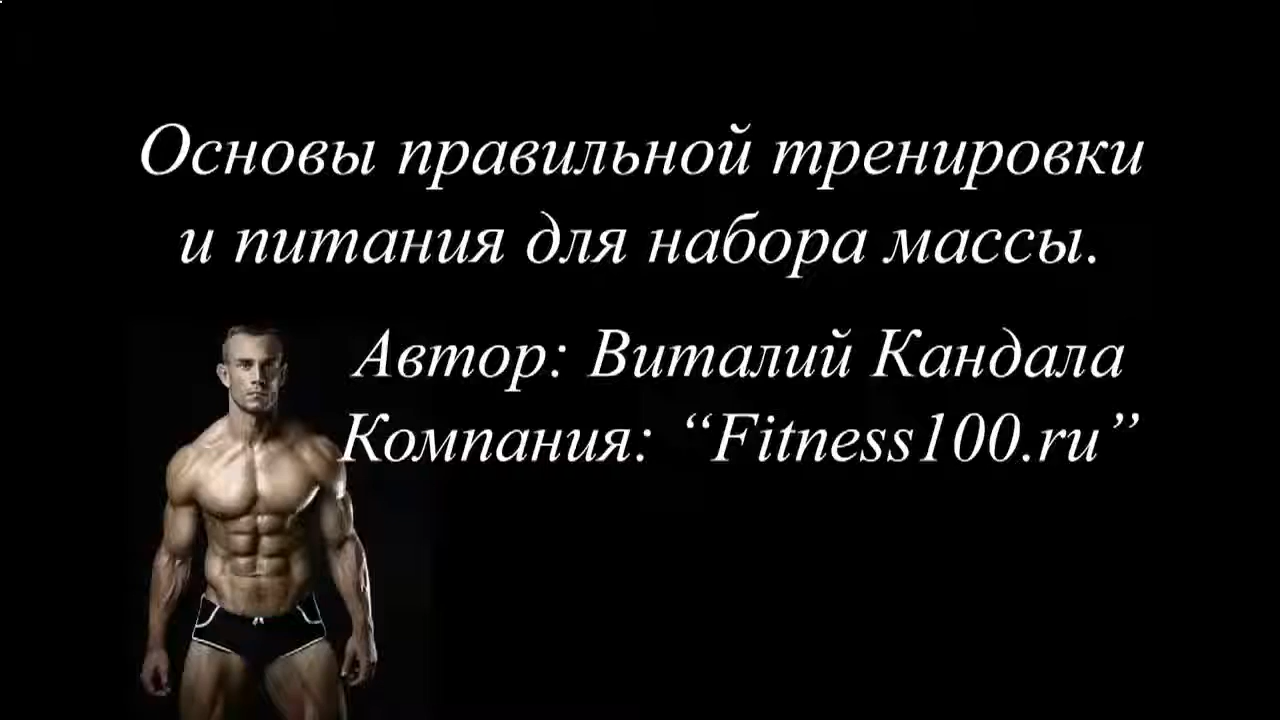 Основы правильной тренировки
и питания для набора массы.
Автор: Виталий Кандала
Компания: “Fitness100.ru”